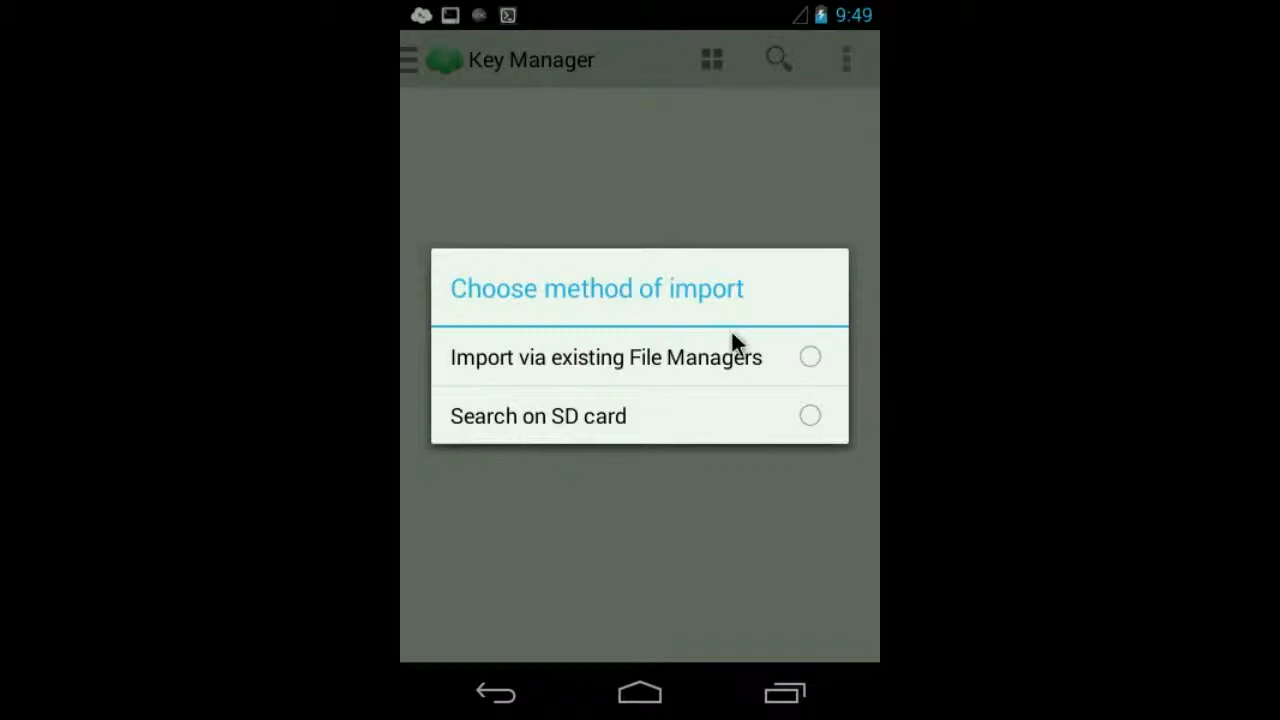 9:49
Key Manager
Choose method of import
Import via existing File Managers
Search on SD card